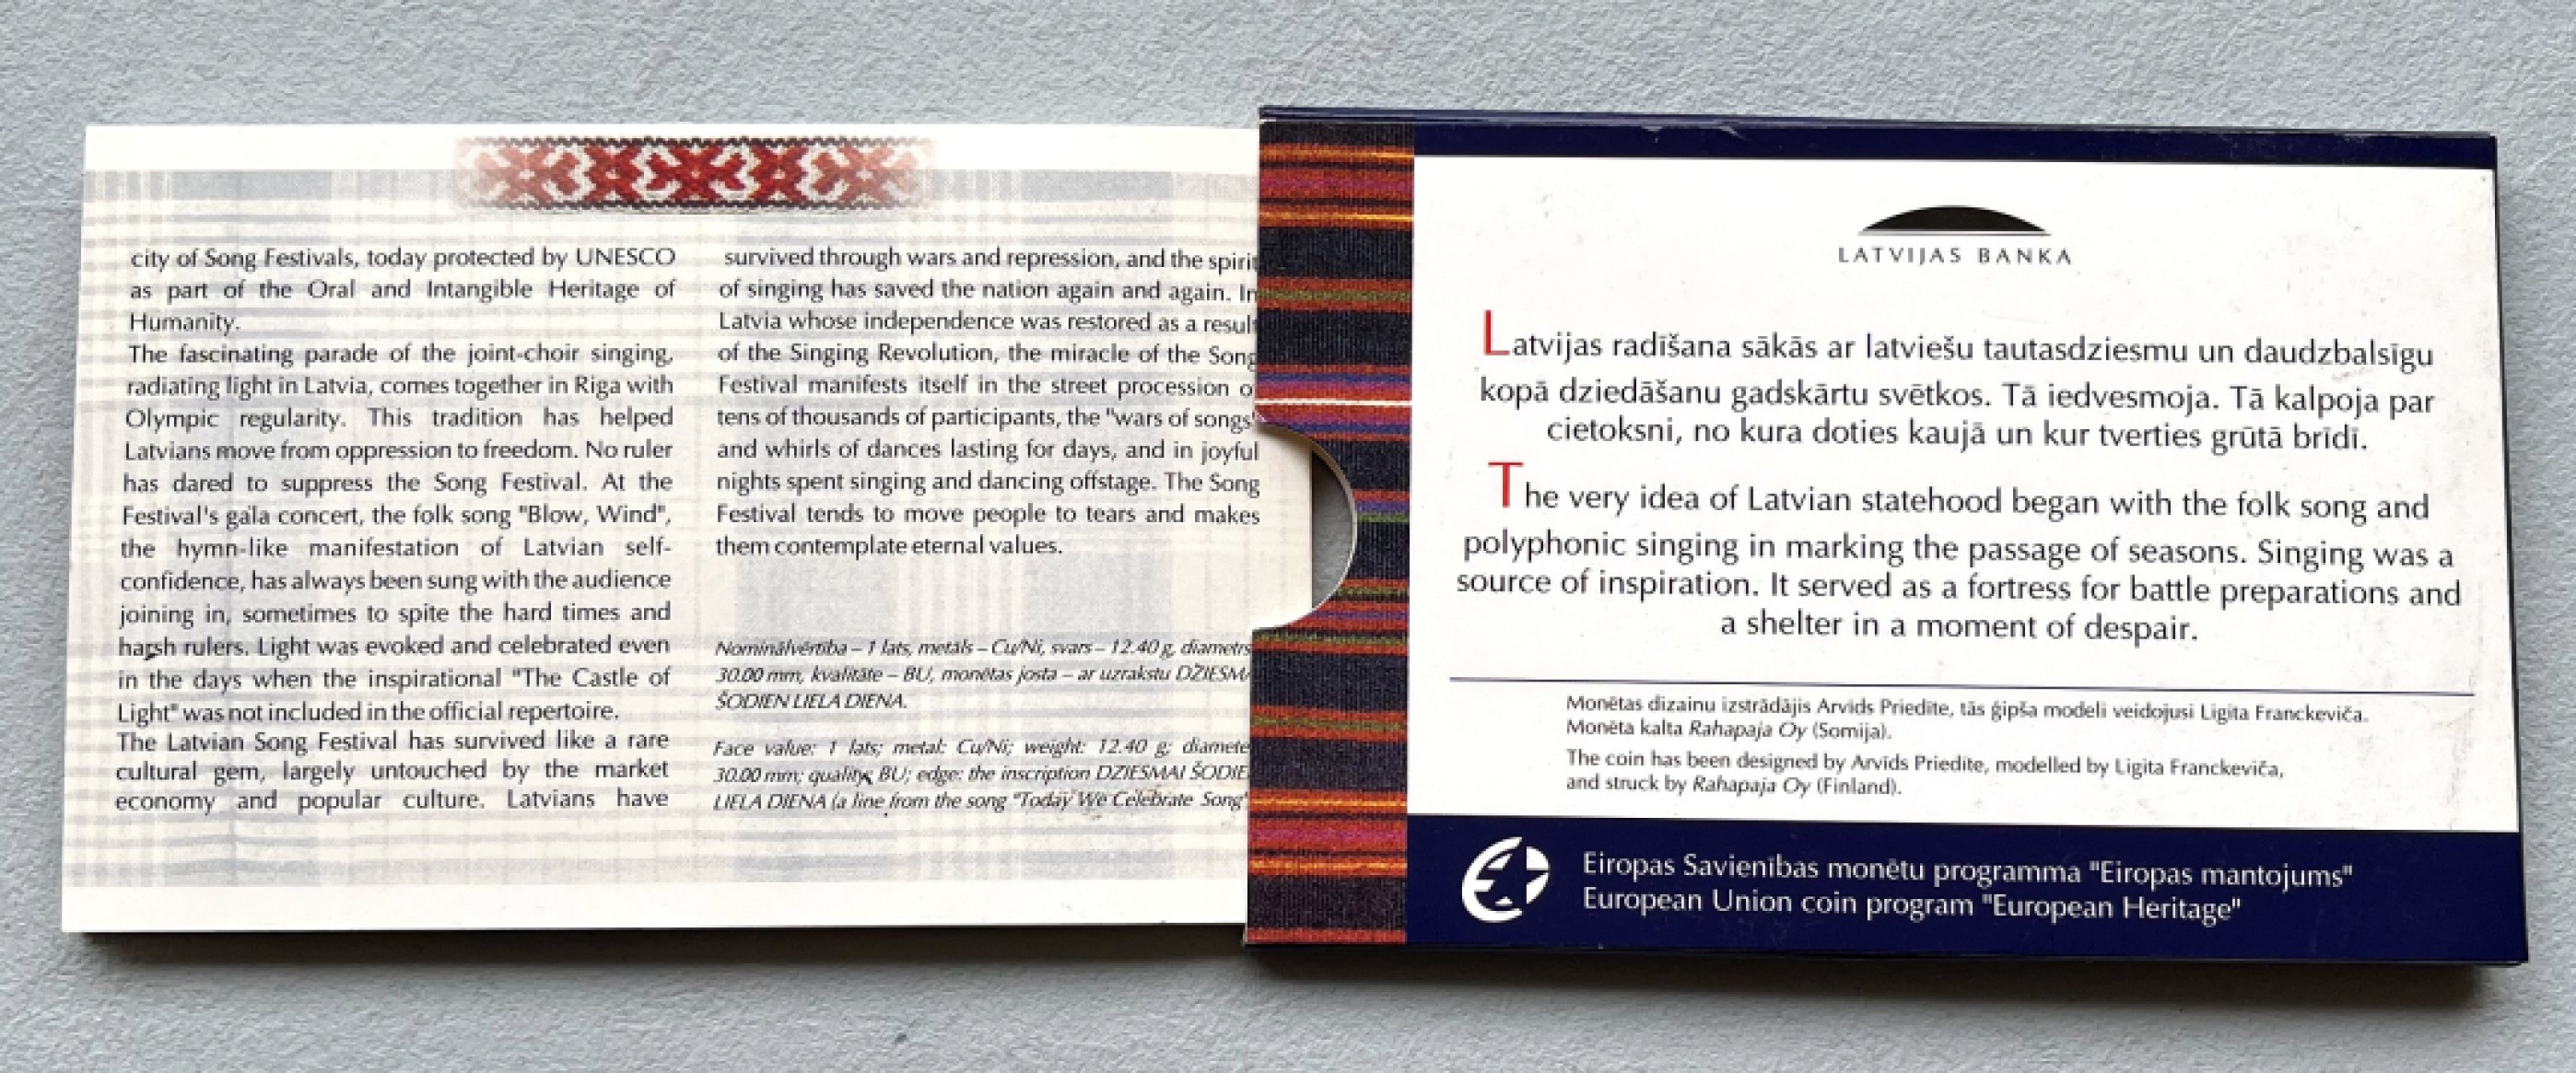 city of Song Festivals, today protected by UNESCO
as part of the Oral and Intangible Heritage of
Humanity.
The fascinating parade of the joint-choir singing,
radiating light in Latvia, comes together in Riga with
Olympic regularity. This tradition has helped
Latvians move from oppression to freedom. No ruler
has dared to suppress the Song Festival. At the
Festival's gala concert, the folk song "Blow, Wind",
the hymn-like manifestation of Latvian self-
confidence, has always been sung with the audience
joining in, sometimes to spite the hard times and
harsh rulers. Light was evoked and celebrated even
in the days when the inspirational "The Castle of
Light" was not included in the official repertoire.
The Latvian Song Festival has survived like a rare
cultural gem, largely untouched by the market
economy and popular culture. Latvians have
survived through wars and repression, and the spirit
of singing has saved the nation again and again. In
Latvia whose independence was restored as a result
of the Singing Revolution, the miracle of the Song
Festival manifests itself in the street procession o
tens of thousands of participants, the "wars of songs"
and whirls of dances lasting for days, and in joyful
nights spent singing and dancing offstage. The Song
Festival tends to move people to tears and makes
them contemplate eternal values.
Nominālvērtība – 1 lats, metāls – Cu/Ni, svars – 12.40 g, diametrs
30.00 mm, kvalitāte – BU, monētas josta – ar uzrakstu DZIESMA
ŠODIEN LIELA DIENA.
Face value: 1 lats; metal: Cu/Ni; weight: 12.40 g; diamete
30.00 mm; quality: BU; edge: the inscription DZIESMAI ŠODIE
LIELA DIENA (a line from the song "Today We Celebrate Song"
LATVIJAS BANKA
Latvijas radīšana sākās ar latviešu tautasdziesmu un daudzbalsīgu
kopā dziedāšanu gadskārtu svētkos. Tā iedvesmoja. Tā kalpoja par
cietoksni, no kura doties kaujā un kur tverties grūtā brīdī.
The very idea of Latvian statehood began with the folk song and
polyphonic singing in marking the passage of seasons. Singing was a
source of inspiration. It served as a fortress for battle preparations and
a shelter in a moment of despair.
Monētas dizainu izstrādājis Arvīds Priedīte, tās ģipša modeli veidojusi Ligita Franckeviča.
Monēta kalta Rahapaja Oy (Somija).
The coin has been designed by Arvīds Priedīte, modelled by Ligita Franckeviča,
and struck by Rahapaja Oy (Finland).
Eiropas Savienības monētu programma "Eiropas mantojums"
European Union coin program "European Heritage"